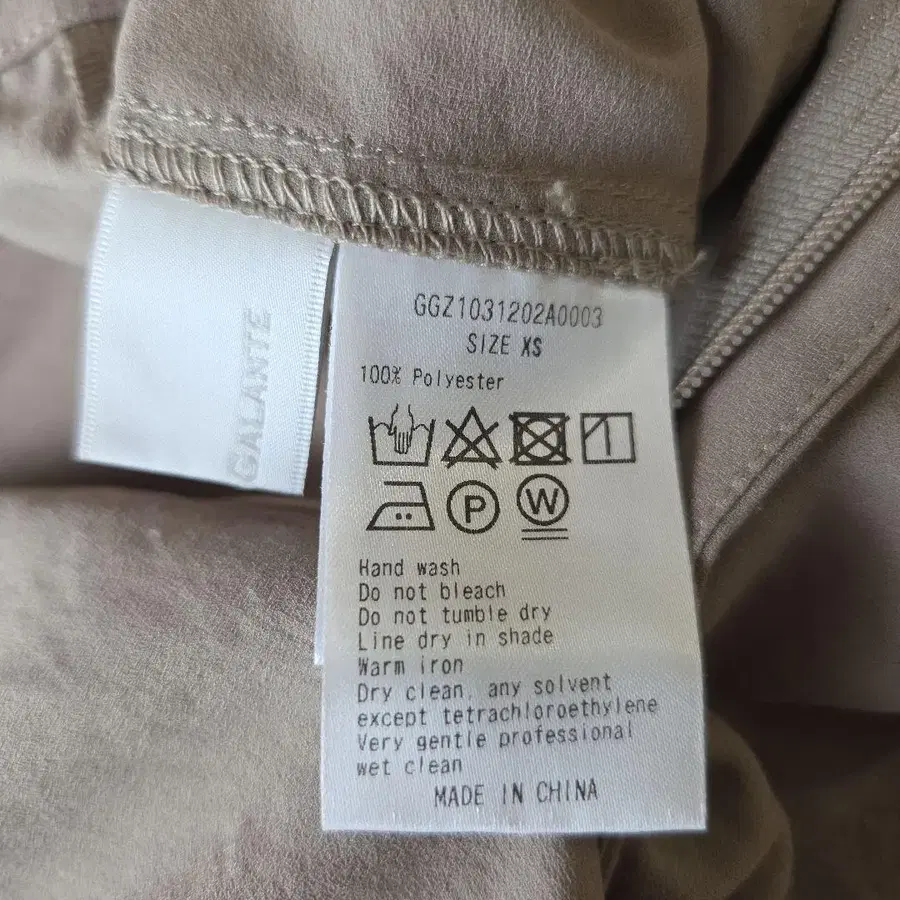 GALANTE
GGZ1031202A0003
SIZE XS
100% Polyester
P
W
Hand wash
Do not bleach
Do not tumble dry
Line dry in shade
Warm iron
Dry clean, any solvent
except tetrachloroethylene
Very gentle professional
wet clean
MADE IN CHINA